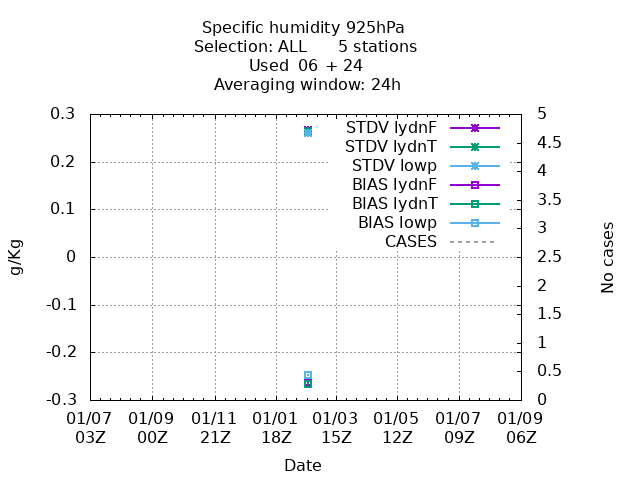 Specific humidity 925hPa
Selection: ALL 5 stations
Used 06 + 24
Averaging window: 24h
0.3
0.2
0.1
0
-0.1
-0.2
-0.3
5
4.5
4
3.5
3
2.5
2
1.5
1
0.5
0
STDV lydnF
STDV lydnT
STDV lowp
BIAS lydnF
BIAS lydnT
BIAS lowp
CASES
g/Kg
No cases
01/07 01/09 01/11 01/01 01/03 01/05 01/07 01/09
03Z 00Z 21Z 18Z 15Z 12Z 09Z 06Z
Date